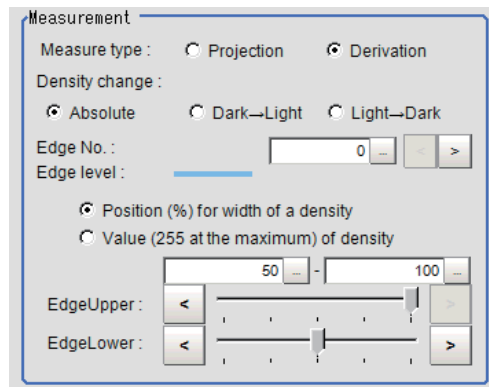 Measurement
Measure type : Projection Derivation
Density change :
Absolute Dark→Light Light→Dark
Edge No. : 0 ... < >
Edge level :
Position (%) for width of a density
Value (255 at the maximum) of density
50 ... - 100 ...
EdgeUpper : < >
EdgeLower : < >